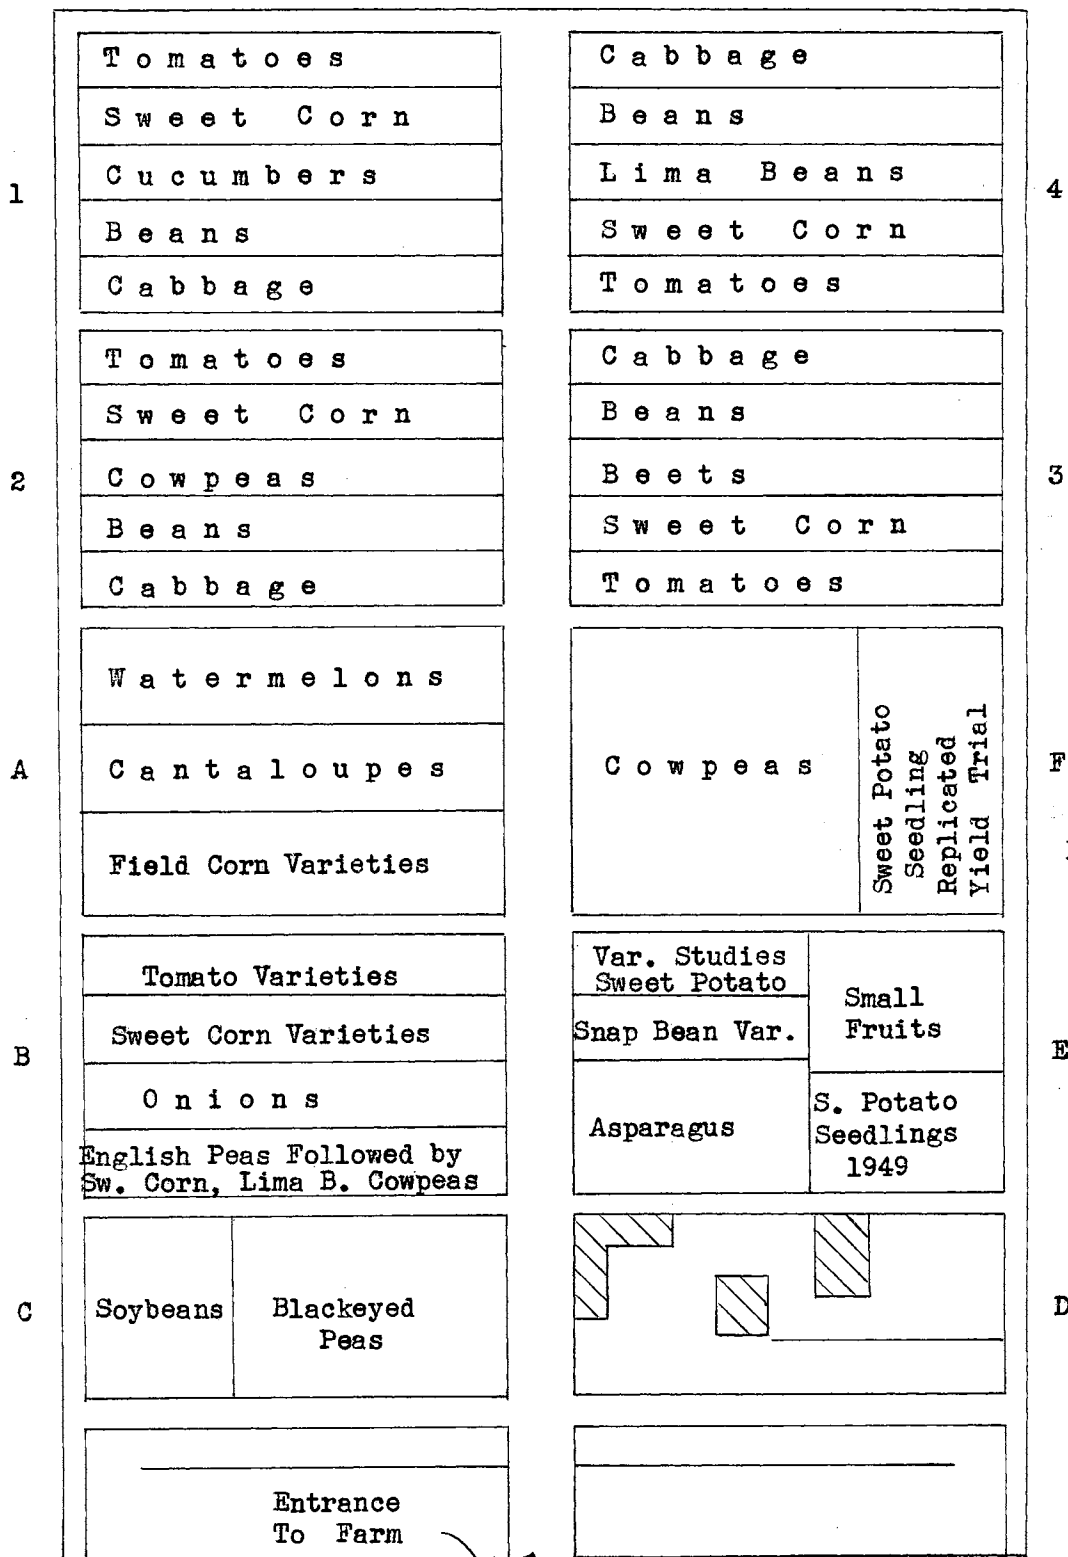 Tomatoes
Sweet Corn
Cucumbers
Beans
Cabbage
1
Cabbage
Beans
Lima Beans
Sweet Corn
Tomatoes
4
Tomatoes
Sweet Corn
Cowpeas
Beans
Cabbage
2
Cabbage
Beans
Beets
Sweet Corn
Tomatoes
3
A
Watermelons
Cantaloupes
Field Corn Varieties
Cowpeas
Sweet Potato
Seedling
Replicated
Yield Trial
F
B
Tomato Varieties
Sweet Corn Varieties
Onions
English Peas Followed by
Sw. Corn, Lima B. Cowpeas
Var. Studies
Sweet Potato
Snap Bean Var.
Asparagus
Small
Fruits
S. Potato
Seedlings
1949
E
C
Soybeans
Blackeyed
Peas
D
Entrance
To Farm